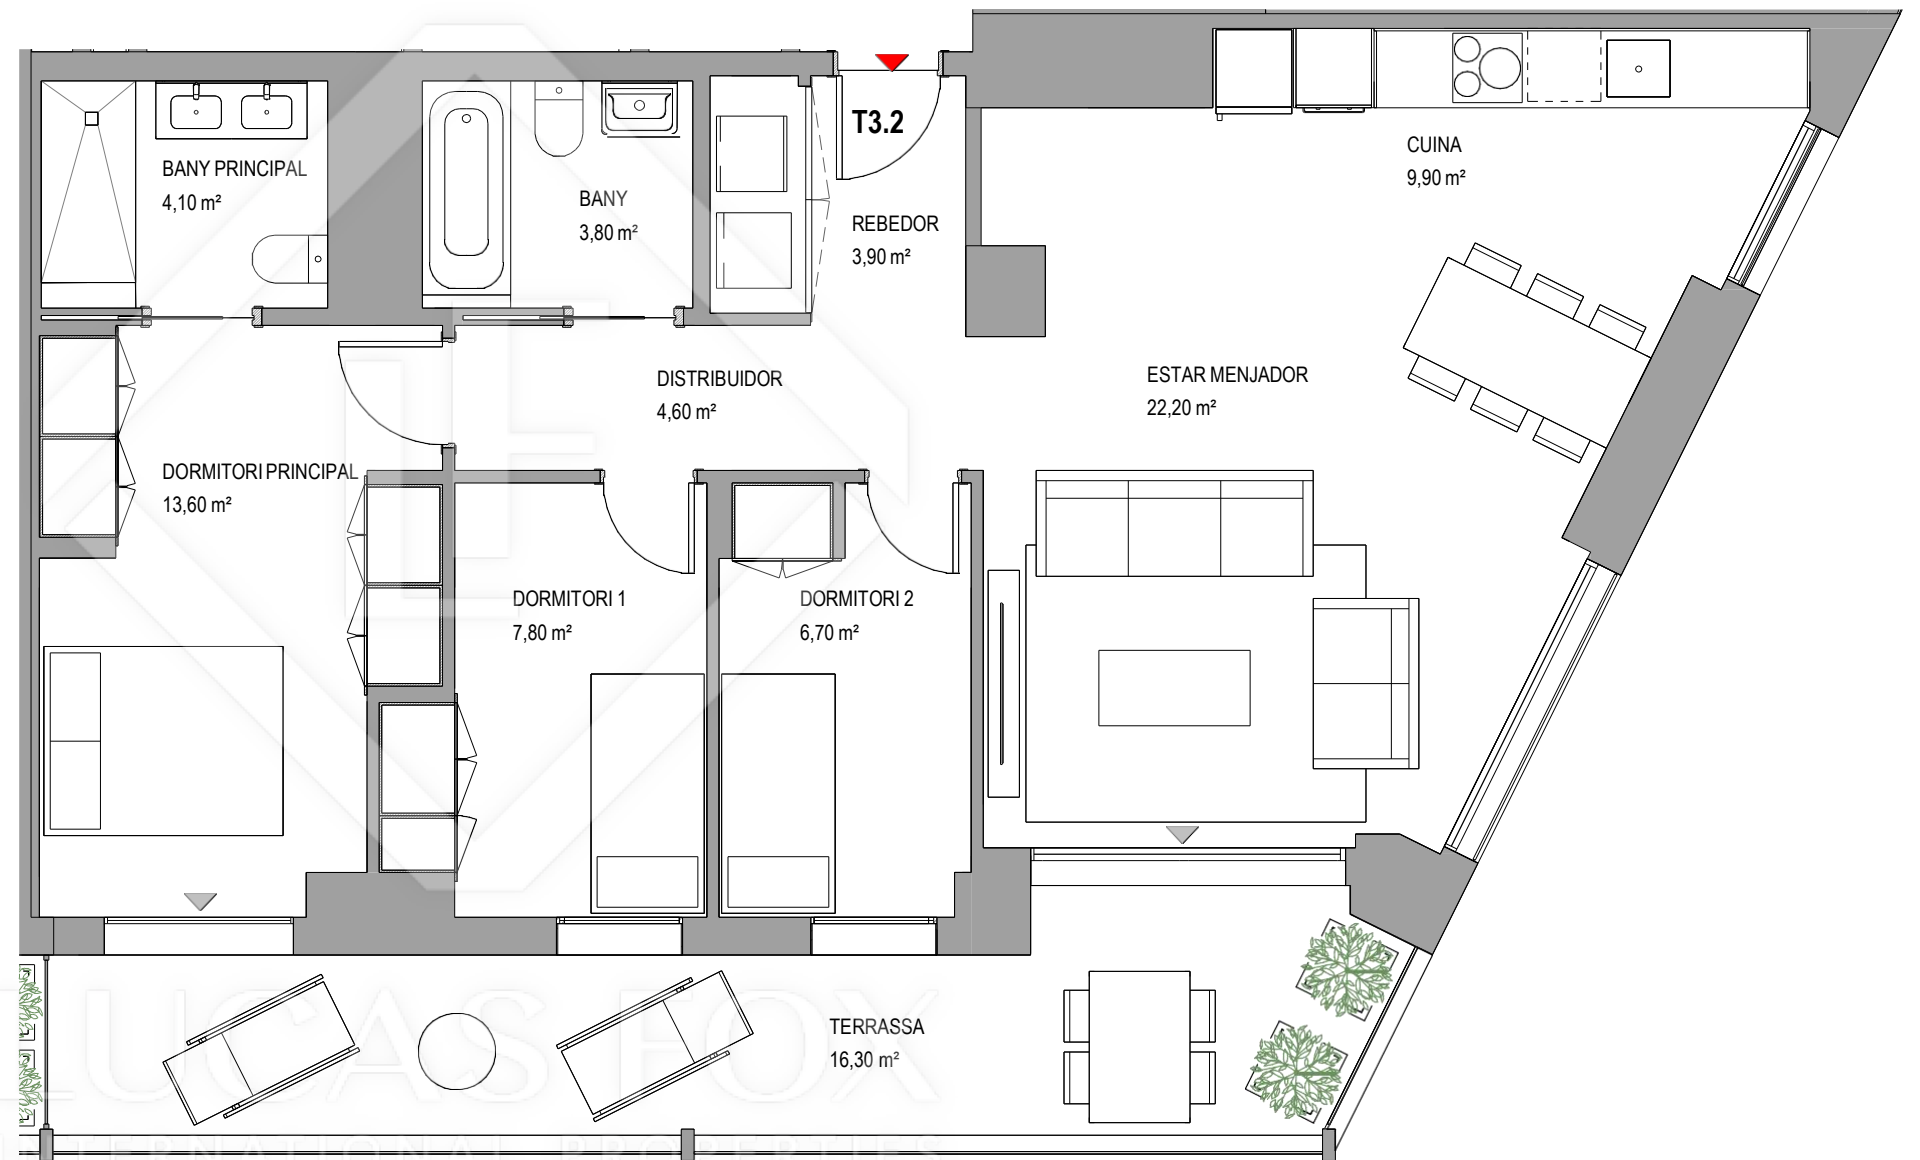 T3.2
CUINA
9,90 m²
BANY PRINCIPAL
4,10 m²
BANY
3,80 m²
REBEDOR
3,90 m²
DISTRIBUIDOR
4,60 m²
ESTAR MENJADOR
22,20 m²
DORMITORI PRINCIPAL
13,60 m²
DORMITORI 1
7,80 m²
DORMITORI 2
6,70 m²
TERRASSA
16,30 m²
LUCAS FOX
INTERNATIONAL PROPERTIES